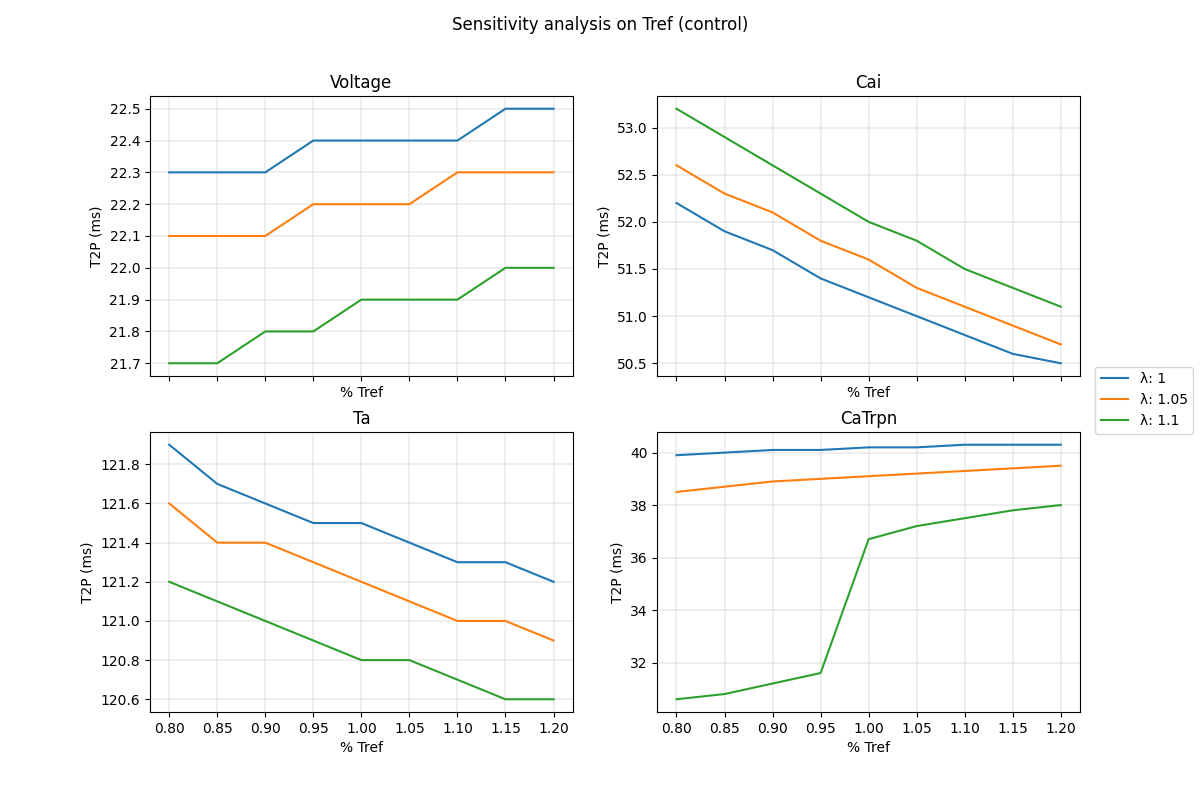 Sensitivity analysis on Tref (control)
Voltage
22.5
22.4
22.3
22.2
22.1
22.0
21.9
21.8
21.7
T2P (ms)
% Tref
Cai
53.0
52.5
52.0
51.5
51.0
50.5
T2P (ms)
% Tref
λ: 1
λ: 1.05
λ: 1.1
Ta
121.8
121.6
121.4
121.2
121.0
120.8
120.6
T2P (ms)
0.80 0.85 0.90 0.95 1.00 1.05 1.10 1.15 1.20
% Tref
CaTrpn
40
38
36
34
32
T2P (ms)
0.80 0.85 0.90 0.95 1.00 1.05 1.10 1.15 1.20
% Tref